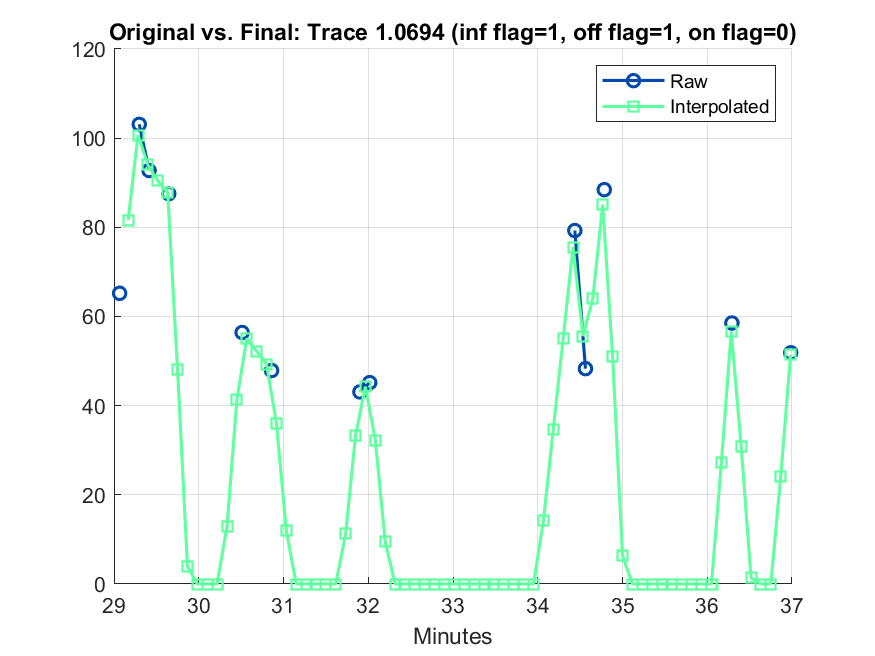 Original vs. Final: Trace 1.0694 (inf flag=1, off flag=1, on flag=0)
120
100
80
60
40
20
0
Raw
Interpolated
29 30 31 32 33 34 35 36 37
Minutes